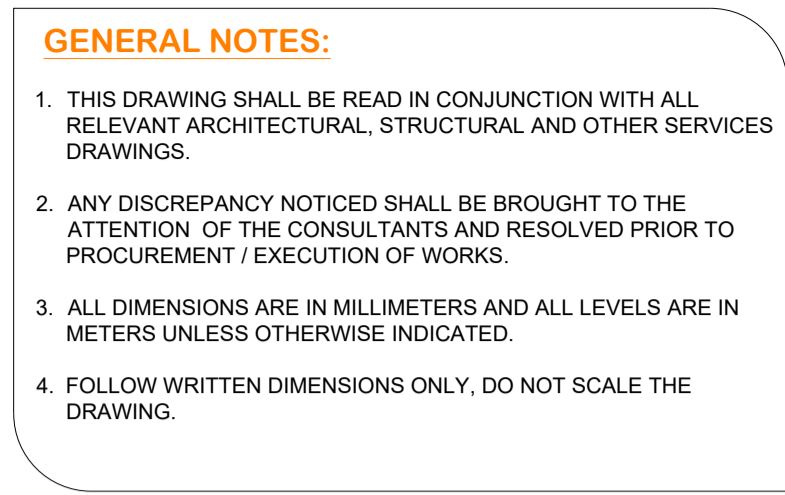 GENERAL NOTES:
1. THIS DRAWING SHALL BE READ IN CONJUNCTION WITH ALL
RELEVANT ARCHITECTURAL, STRUCTURAL AND OTHER SERVICES
DRAWINGS.
2. ANY DISCREPANCY NOTICED SHALL BE BROUGHT TO THE
ATTENTION OF THE CONSULTANTS AND RESOLVED PRIOR TO
PROCUREMENT / EXECUTION OF WORKS.
3. ALL DIMENSIONS ARE IN MILLIMETERS AND ALL LEVELS ARE IN
METERS UNLESS OTHERWISE INDICATED.
4. FOLLOW WRITTEN DIMENSIONS ONLY, DO NOT SCALE THE
DRAWING.